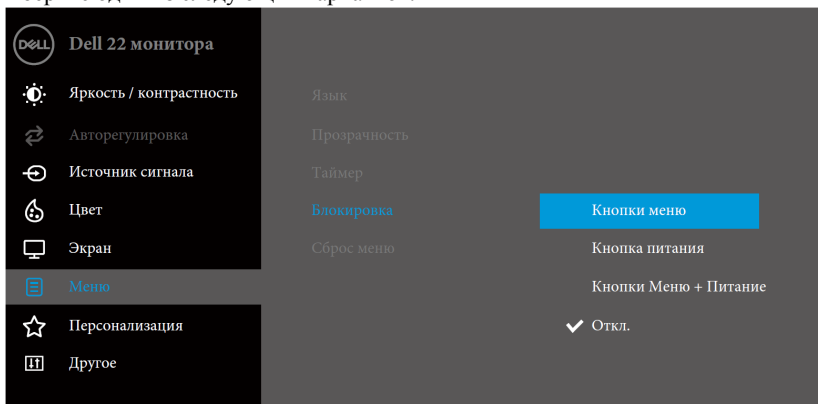 DELL
Dell 22 монитора
Яркость / контрастность
Авторегулировка
Источник сигнала
Цвет
Экран
Меню
Персонализация
Другое
Язык
Прозрачность
Таймер
Блокировка
Сброс меню
Кнопки меню
Кнопка питания
Кнопки Меню + Питание
Откл.